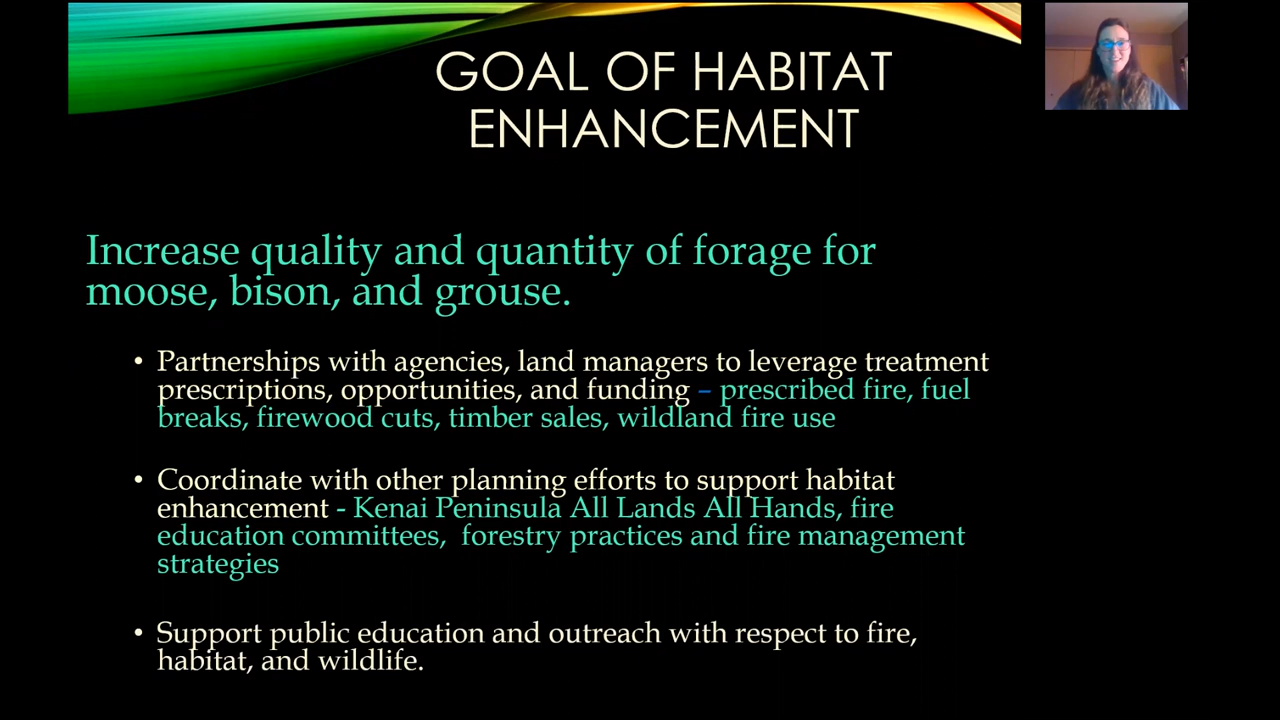 GOAL OF HABITAT
ENHANCEMENT
Increase quality and quantity of forage for
moose, bison, and grouse.
• Partnerships with agencies, land managers to leverage treatment
prescriptions, opportunities, and funding – prescribed fire, fuel
breaks, firewood cuts, timber sales, wildland fire use
• Coordinate with other planning efforts to support habitat
enhancement - Kenai Peninsula All Lands All Hands, fire
education committees,  forestry practices and fire management
strategies
• Support public education and outreach with respect to fire,
habitat, and wildlife.